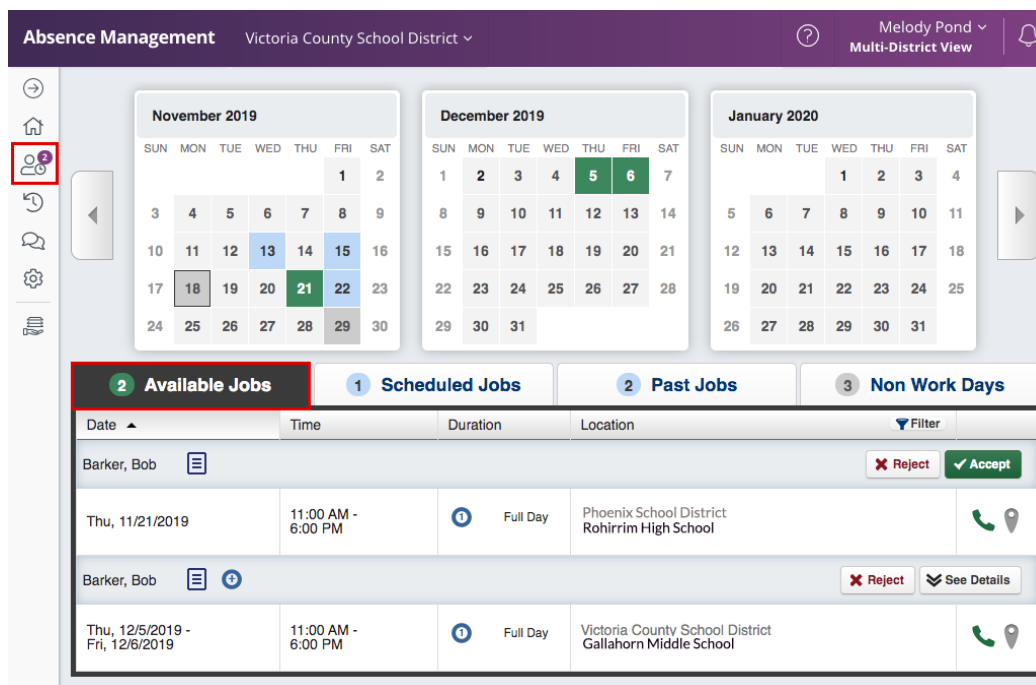 Absence Management Victoria County School District
? Melody Pond
Multi-District View
2
November 2019
SUN MON TUE WED THU FRI SAT
1 2
3 4 5 6 7 8 9
10 11 12 13 14 15 16
17 18 19 20 21 22 23
24 25 26 27 28 29 30
December 2019
SUN MON TUE WED THU FRI SAT
1 2 3 4 5 6 7
8 9 10 11 12 13 14
15 16 17 18 19 20 21
22 23 24 25 26 27 28
29 30 31
January 2020
SUN MON TUE WED THU FRI SAT
1 2 3 4
5 6 7 8 9 10 11
12 13 14 15 16 17 18
19 20 21 22 23 24 25
26 27 28 29 30 31
2 Available Jobs 1 Scheduled Jobs 2 Past Jobs 3 Non Work Days
Date Time Duration Location Filter
Barker, Bob Reject Accept
Thu, 11/21/2019
11:00 AM -
6:00 PM
1 Full Day
Phoenix School District
Rohirrim High School
Barker, Bob Reject See Details
Thu, 12/5/2019 -
Fri, 12/6/2019
11:00 AM -
6:00 PM
1 Full Day
Victoria County School District
Gallahorn Middle School